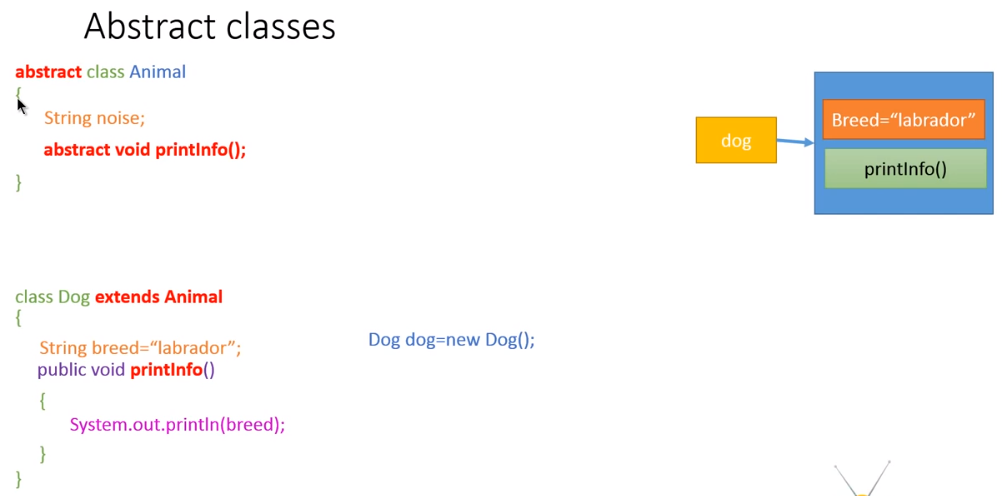 Abstract classes
abstract class Animal
{
String noise;
abstract void printInfo();
}
dog
Breed=“labrador”
printInfo()
class Dog extends Animal
{
String breed=“labrador”;
public void printInfo()
{
System.out.println(breed);
}
}
Dog dog=new Dog();